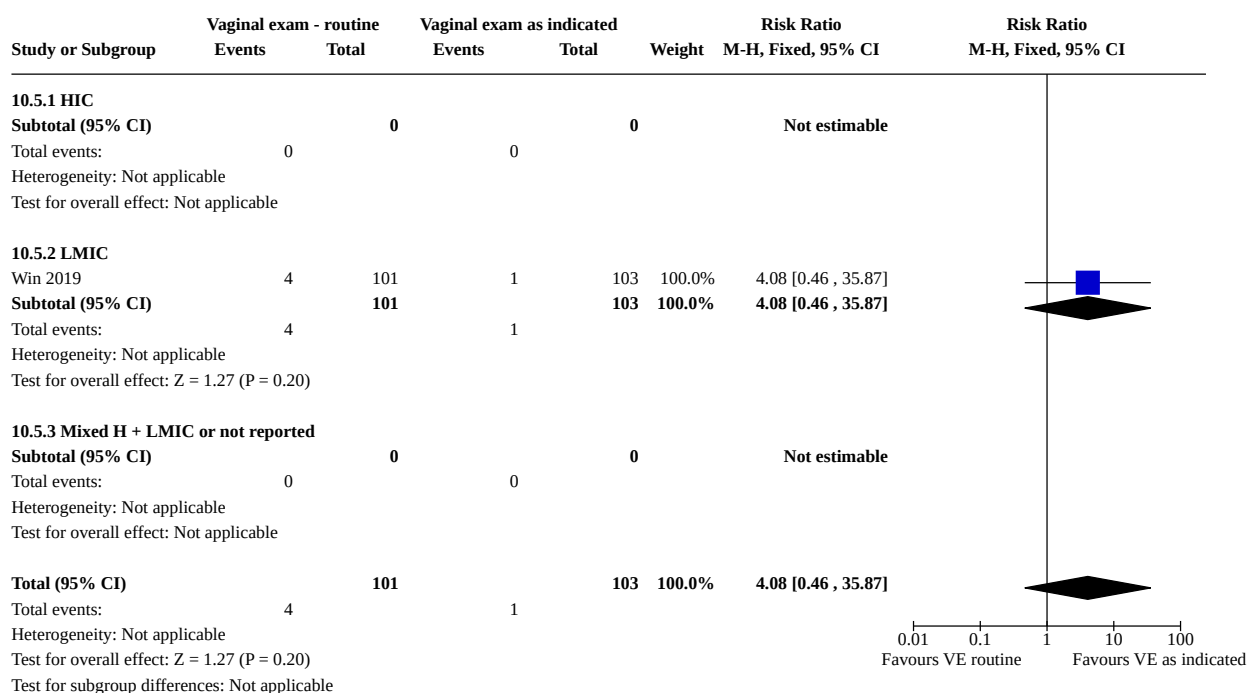 Vaginal exam - routine Vaginal exam as indicated Risk Ratio Risk Ratio
Study or Subgroup Events Total Events Total Weight M-H, Fixed, 95% CI M-H, Fixed, 95% CI
10.5.1 HIC
Subtotal (95% CI) 0 0 Not estimable
Total events: 0 0
Heterogeneity: Not applicable
Test for overall effect: Not applicable
10.5.2 LMIC
Win 2019 4 101 1 103 100.0% 4.08 [0.46 , 35.87]
Subtotal (95% CI) 101 103 100.0% 4.08 [0.46 , 35.87]
Total events: 4 1
Heterogeneity: Not applicable
Test for overall effect: Z = 1.27 (P = 0.20)
10.5.3 Mixed H + LMIC or not reported
Subtotal (95% CI) 0 0 Not estimable
Total events: 0 0
Heterogeneity: Not applicable
Test for overall effect: Not applicable
Total (95% CI) 101 103 100.0% 4.08 [0.46 , 35.87]
Total events: 4 1
Heterogeneity: Not applicable 0.01 0.1 1 10 100
Test for overall effect: Z = 1.27 (P = 0.20) Favours VE routine Favours VE as indicated
Test for subgroup differences: Not applicable